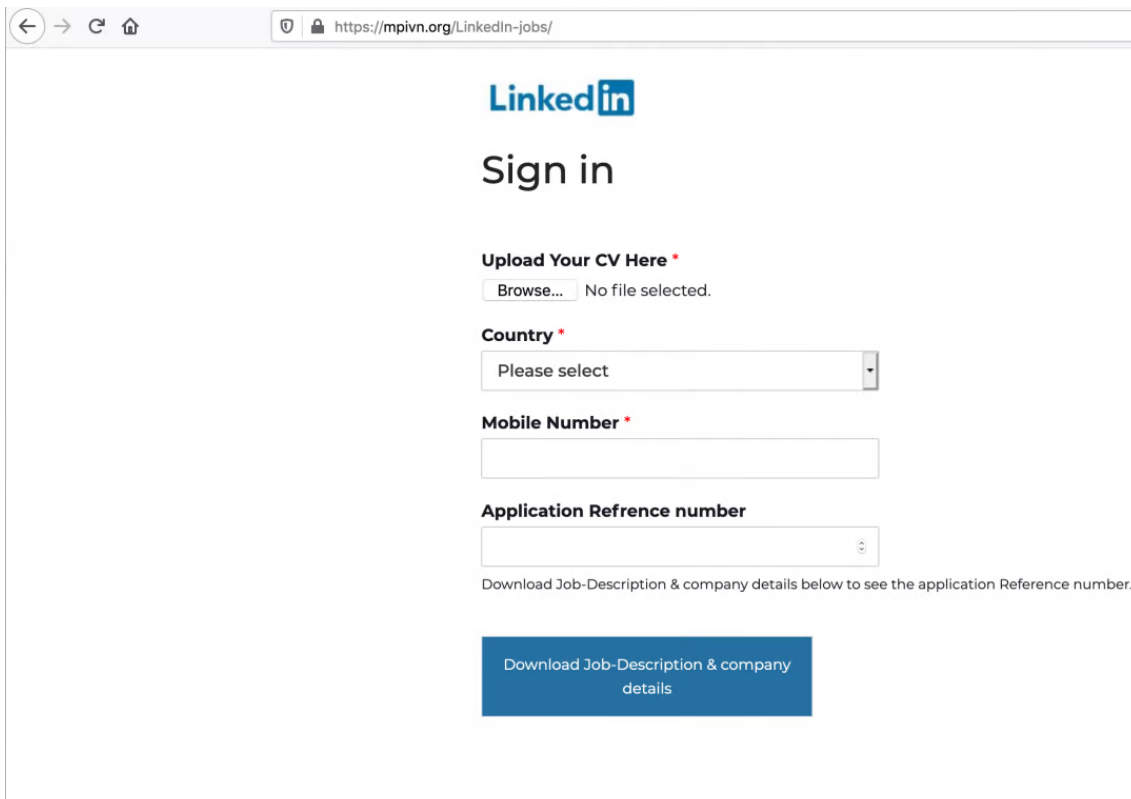 https://mpivn.org/LinkedIn-jobs/
Linkedin
Sign in
Upload Your CV Here *
Browse... No file selected.
Country *
Please select
Mobile Number *
Application Refrence number
Download Job-Description & company details below to see the application Reference number.
Download Job-Description & company
details